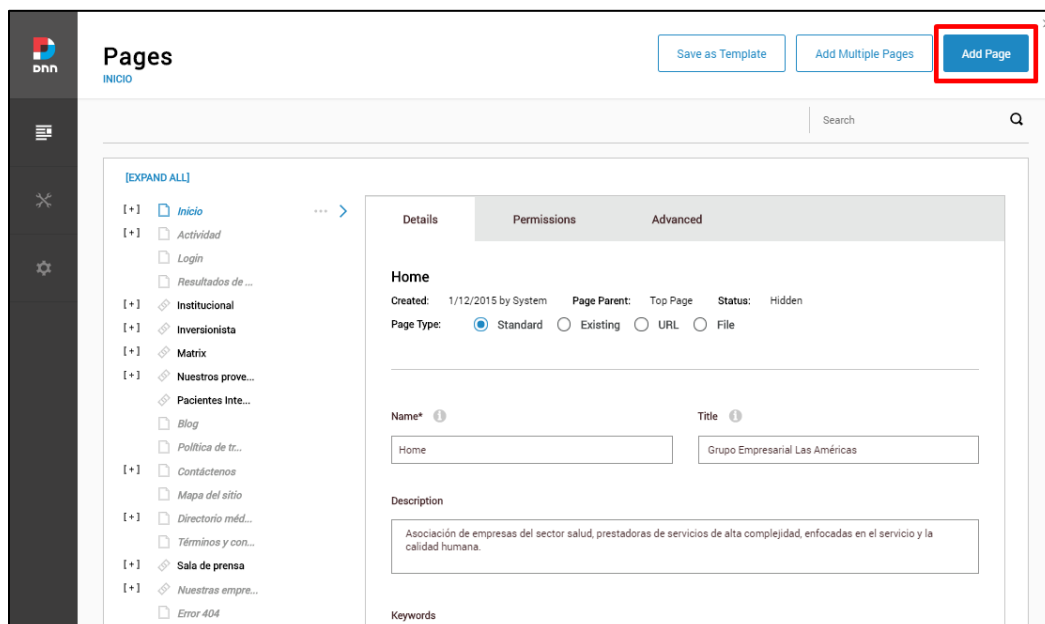 Pages
INICIO
Save as Template
Add Multiple Pages
Add Page
DNN
Search
[EXPAND ALL]
[+] Inicio ...
[+] Actividad
Login
Resultados de ...
[+] Institucional
[+] Inversionista
[+] Matrix
[+] Nuestros prove...
Pacientes Inte...
Blog
Política de tr...
[+] Contáctenos
Mapa del sitio
[+] Directorio méd...
Términos y con...
[+] Sala de prensa
[+] Nuestras empre...
Error 404
Details Permissions Advanced
Home
Created: 1/12/2015 by System Page Parent: Top Page Status: Hidden
Page Type: Standard Existing URL File
Name* Title
Home Grupo Empresarial Las Américas
Description
Asociación de empresas del sector salud, prestadoras de servicios de alta complejidad, enfocadas en el servicio y la
calidad humana.
Keywords